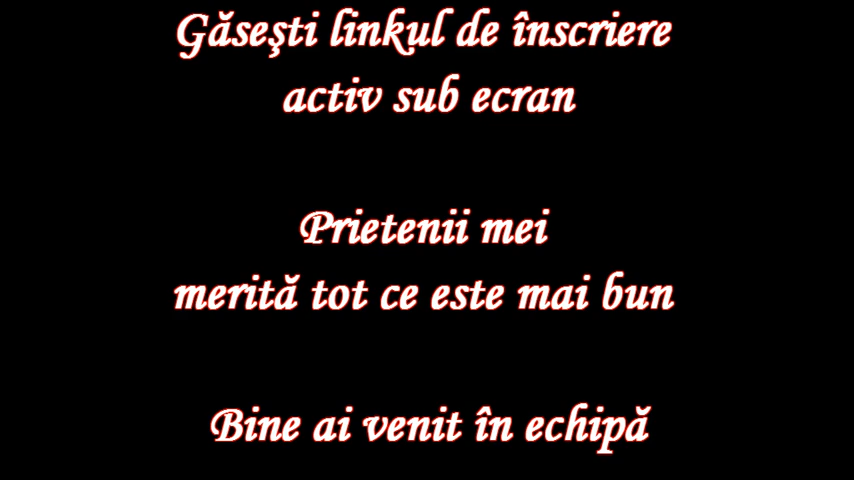 Găseşti linkul de înscriere
activ sub ecran
Prietenii mei
merită tot ce este mai bun
Bine ai venit în echipă